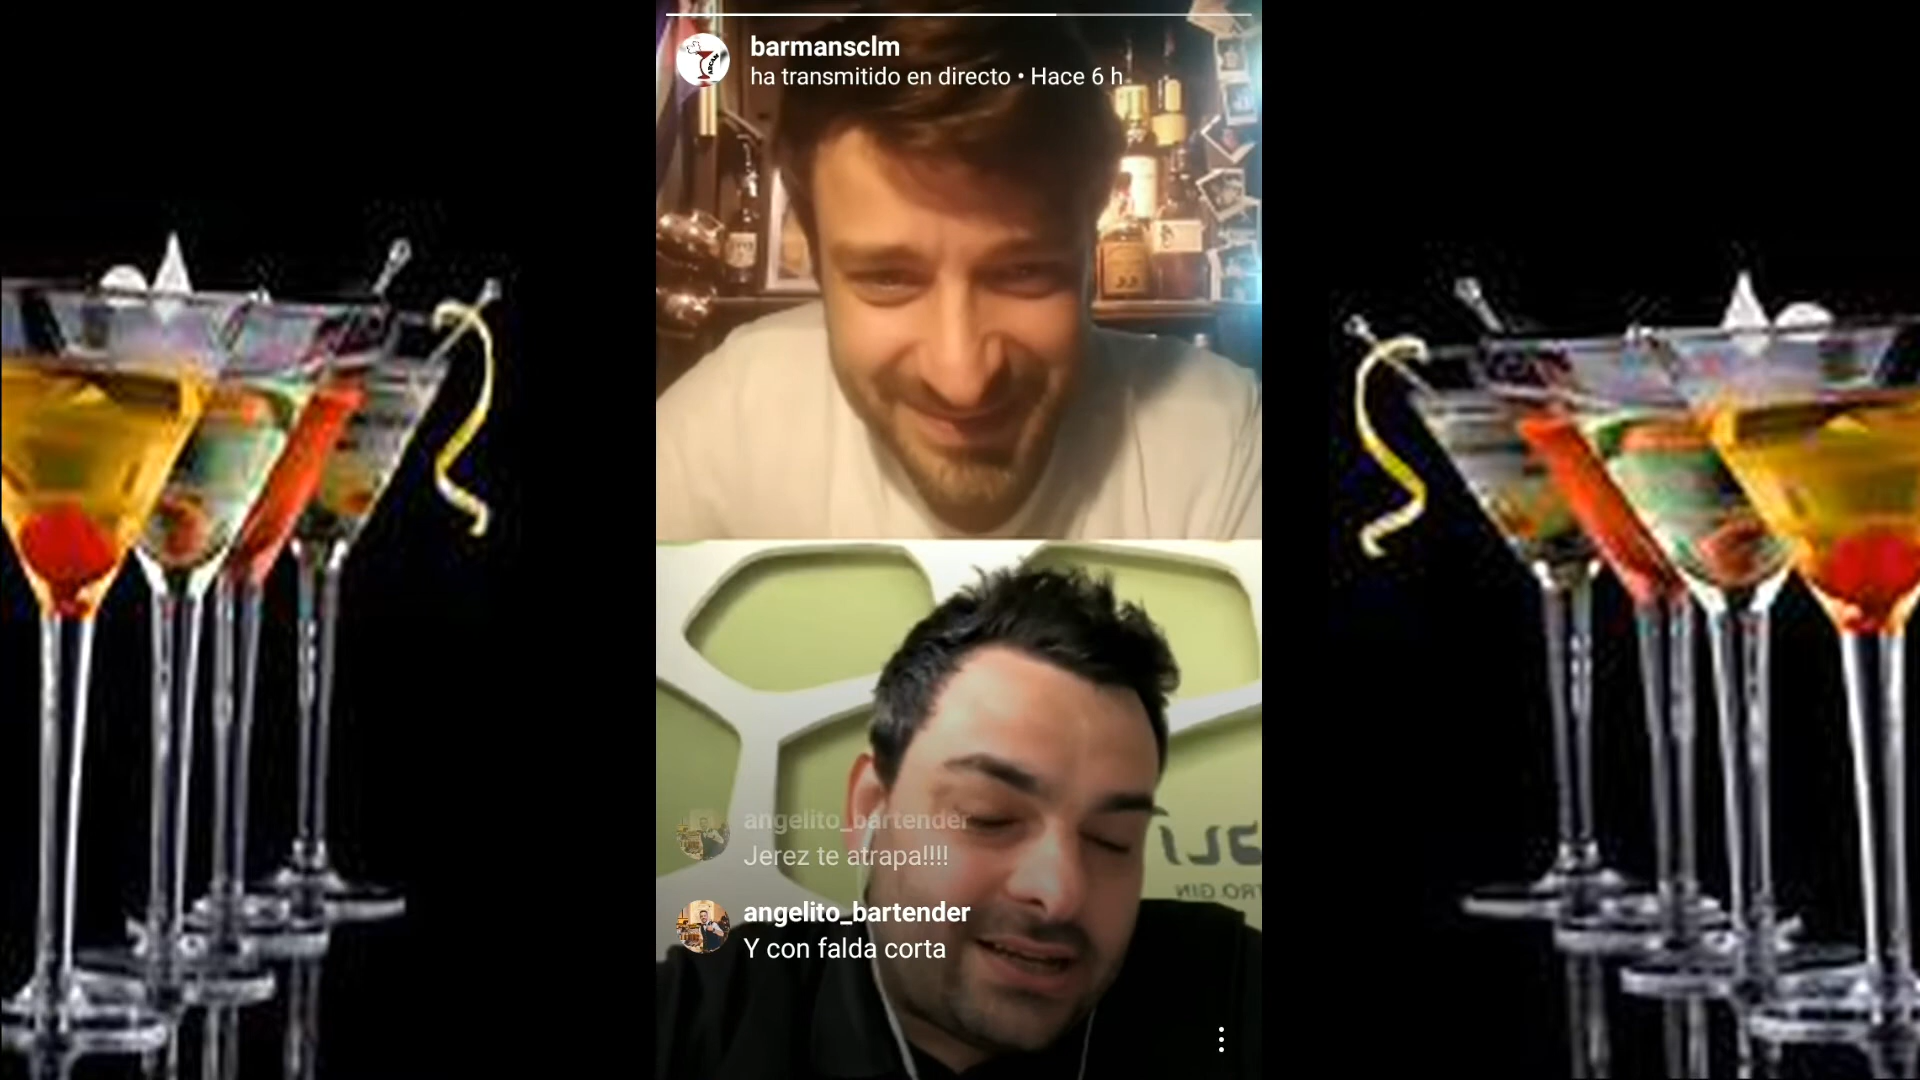 barmansclm
ha transmitido en directo • Hace 6 h
angelito_bartender
Jerez te atrapa!!!!
angelito_bartender
Y con falda corta